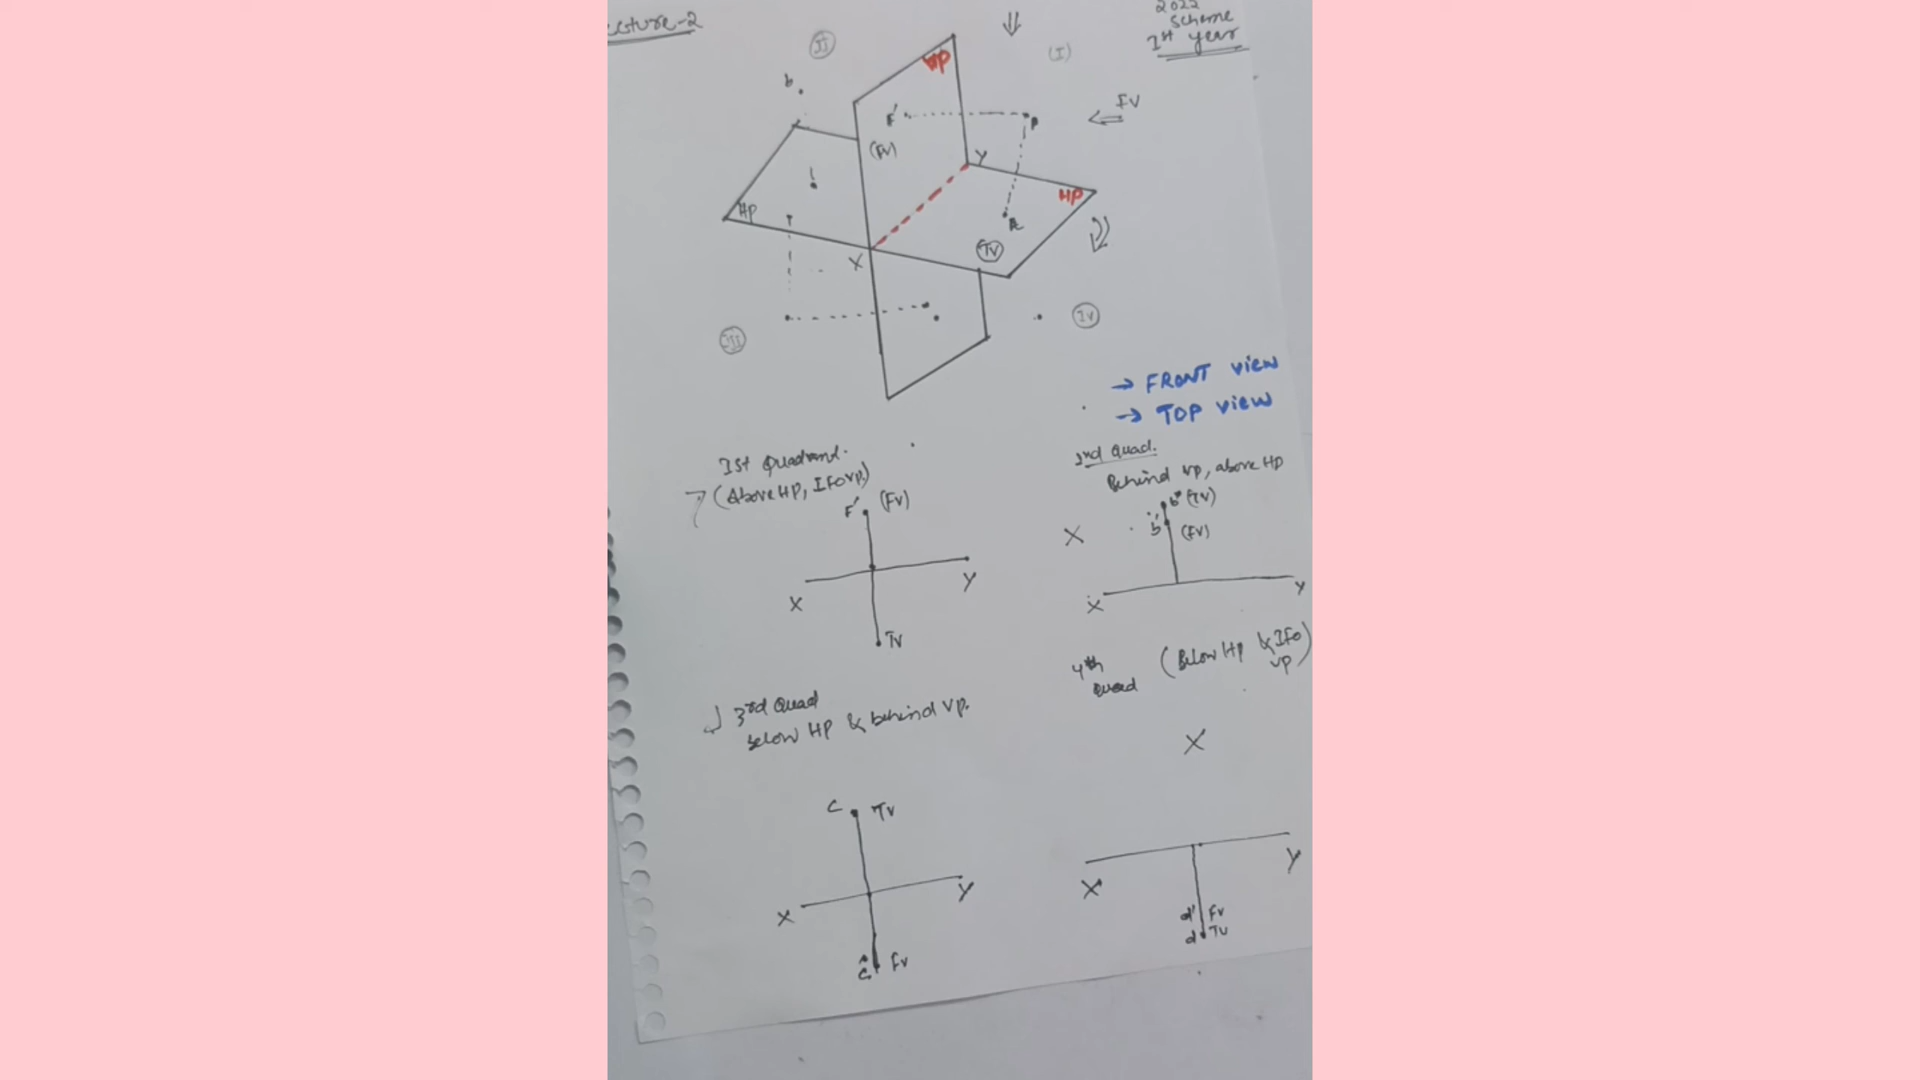 Lecture-2
2022
Scheme
1st year
II
(I)
VP
b
FV
(FV)
Y
HP
HP
TV
X
III
IV
→ FRONT VIEW
→ TOP VIEW
1st Quadrant.
(Above HP, IFO VP)
(FV)
X
Y
TV
2nd Quad.
Behind VP, above HP
b (TV)
b' (FV)
X
X
Y
3rd Quad
Below HP & behind VP.
C TV
X
Y
C' FV
4th Quad
(Below HP & IFO VP)
X
X
Y
d' FV
d TV